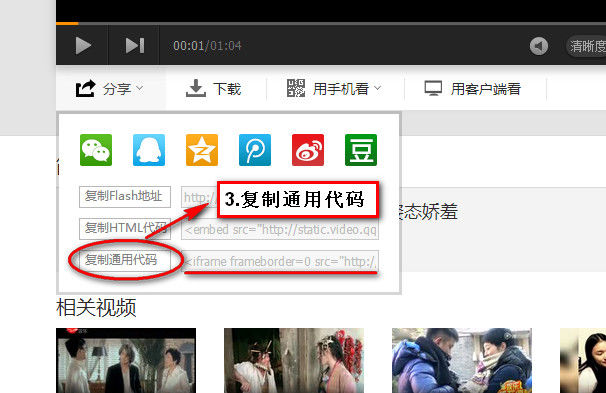 00:01/01:04
清晰度
分享
下载
用手机看
用客户端看
豆
复制Flash地址
http:/
3.复制通用代码
姿态娇羞
复制HTML代码
<embed src="http://static.video.qq
复制通用代码
<iframe frameborder=0 src="http:/
相关视频